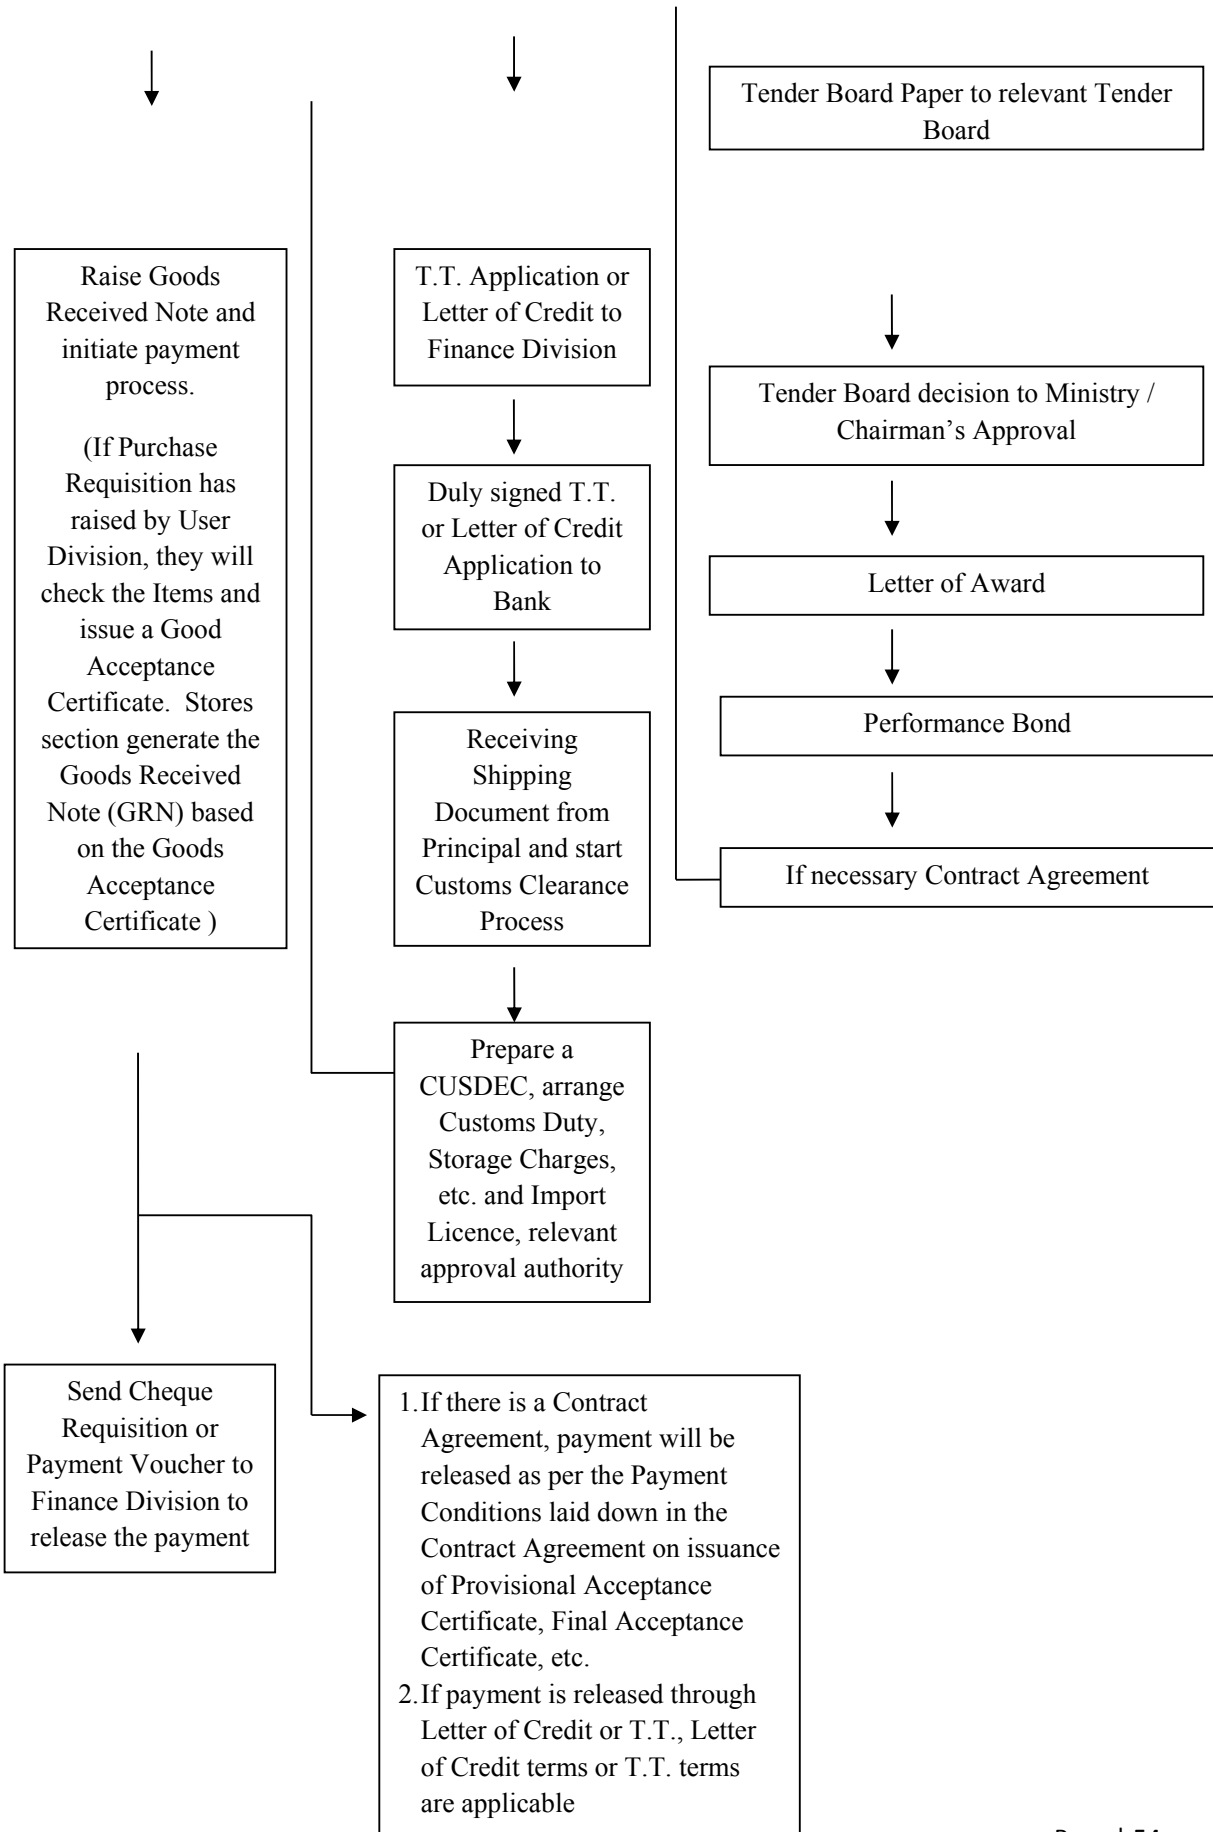 Tender Board Paper to relevant Tender
Board
Raise Goods
Received Note and
initiate payment
process.
(If Purchase
Requisition has
raised by User
Division, they will
check the Items and
issue a Good
Acceptance
Certificate.  Stores
section generate the
Goods Received
Note (GRN) based
on the Goods
Acceptance
Certificate )
T.T. Application or
Letter of Credit to
Finance Division
Duly signed T.T.
or Letter of Credit
Application to
Bank
Receiving
Shipping
Document from
Principal and start
Customs Clearance
Process
Prepare a
CUSDEC, arrange
Customs Duty,
Storage Charges,
etc. and Import
Licence, relevant
approval authority
Tender Board decision to Ministry /
Chairman’s Approval
Letter of Award
Performance Bond
If necessary Contract Agreement
Send Cheque
Requisition or
Payment Voucher to
Finance Division to
release the payment
1. If there is a Contract
Agreement, payment will be
released as per the Payment
Conditions laid down in the
Contract Agreement on issuance
of Provisional Acceptance
Certificate, Final Acceptance
Certificate, etc.
2. If payment is released through
Letter of Credit or T.T., Letter
of Credit terms or T.T. terms
are applicable